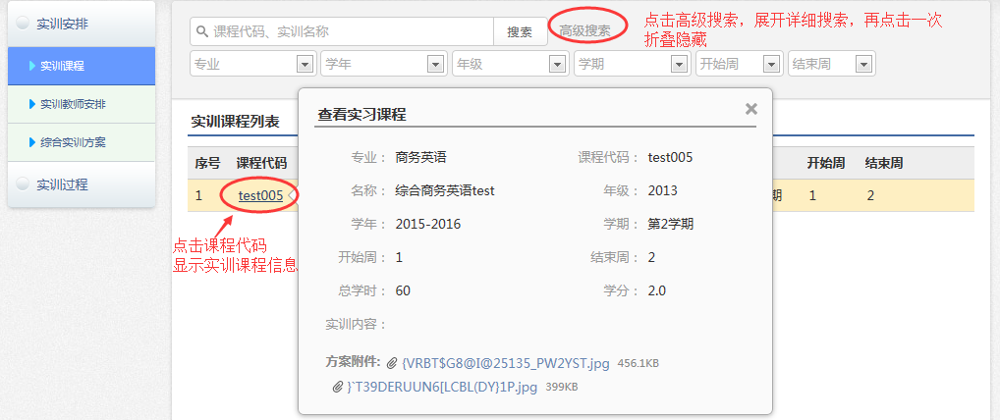 实训安排
实训课程
实训教师安排
综合实训方案
实训过程
课程代码、实训名称 搜索 高级搜索
点击高级搜索，展开详细搜索，再点击一次
折叠隐藏
专业 学年 年级 学期 开始周 结束周
实训课程列表
序号 课程代码 开始周 结束周
1 test005 期 1 2
点击课程代码
显示实训课程信息
查看实习课程
专业： 商务英语 课程代码： test005
名称： 综合商务英语test 年级： 2013
学年： 2015-2016 学期： 第2学期
开始周： 1 结束周： 2
总学时： 60 学分： 2.0
实训内容：
方案附件: {VRBT$G8@I@25135_PW2YST.jpg 456.1KB
}`T39DERUUN6[LCBL(DY}1P.jpg 399KB